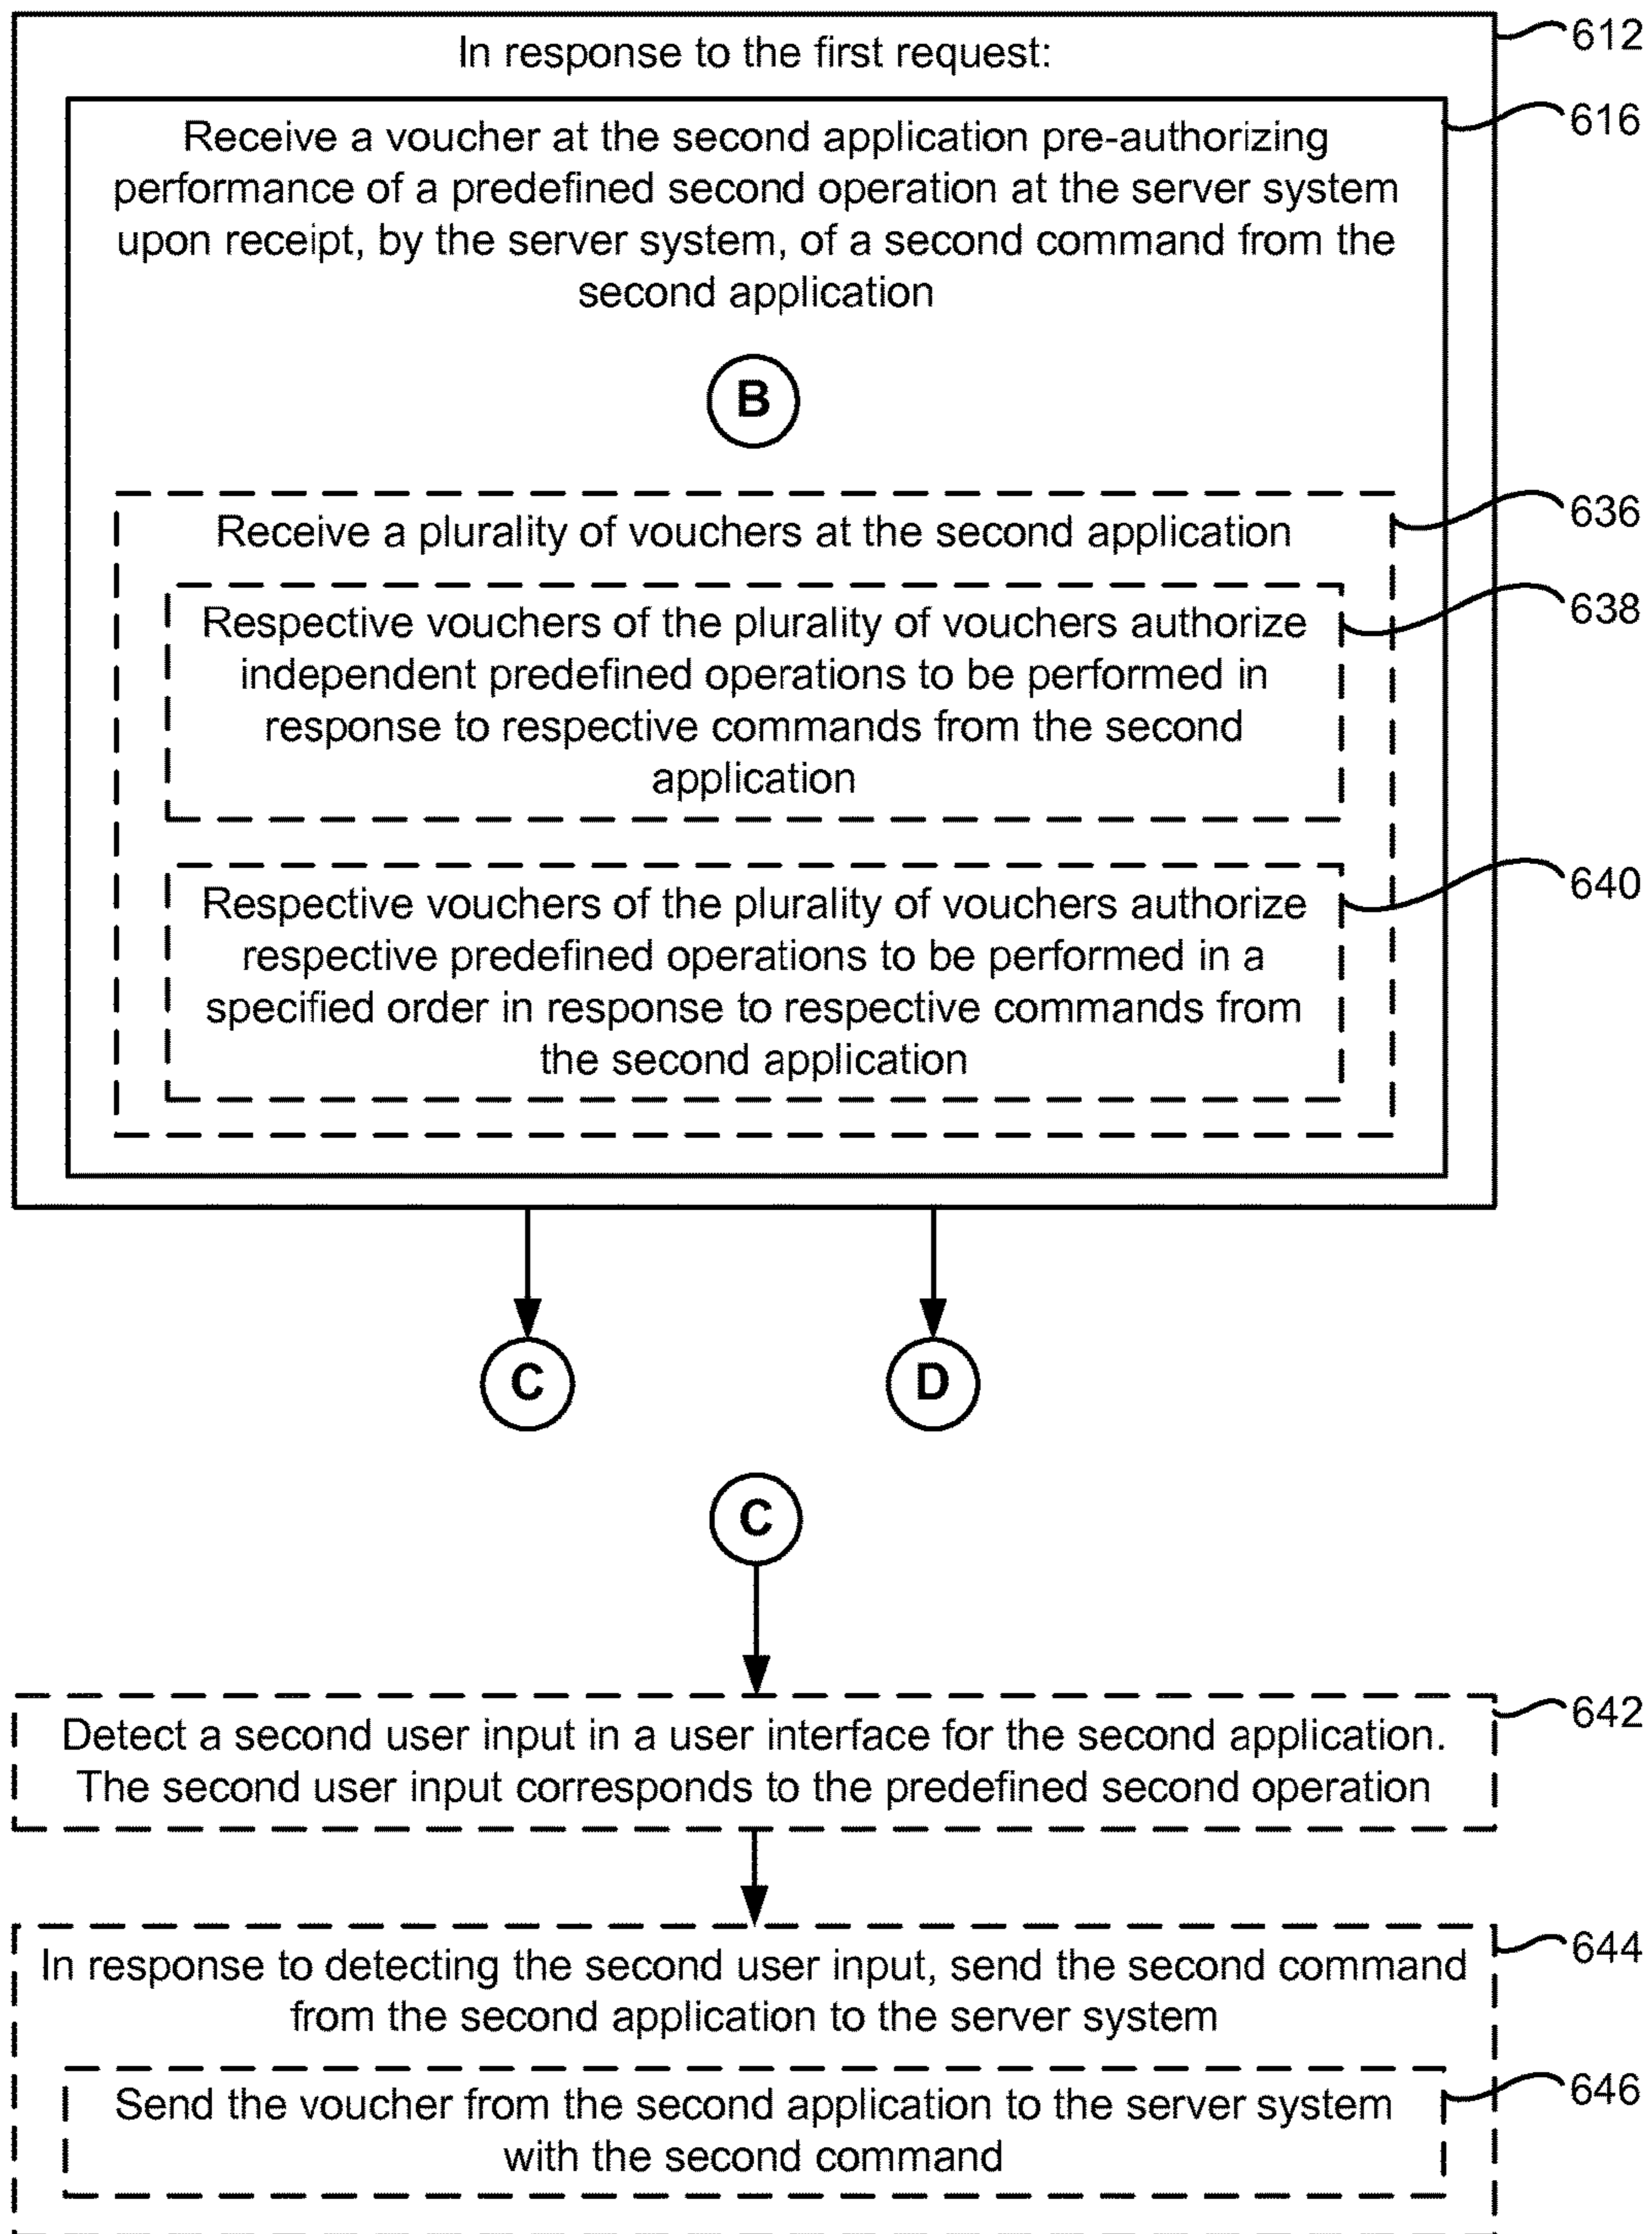 In response to the first request:
612
616
Receive a voucher at the second application pre-authorizing
performance of a predefined second operation at the server system
upon receipt, by the server system, of a second command from the
second application
B
636
Receive a plurality of vouchers at the second application
638
Respective vouchers of the plurality of vouchers authorize
independent predefined operations to be performed in
response to respective commands from the second
application
640
Respective vouchers of the plurality of vouchers authorize
respective predefined operations to be performed in a
specified order in response to respective commands from
the second application
C
D
C
642
Detect a second user input in a user interface for the second application.
The second user input corresponds to the predefined second operation
644
In response to detecting the second user input, send the second command
from the second application to the server system
646
Send the voucher from the second application to the server system
with the second command